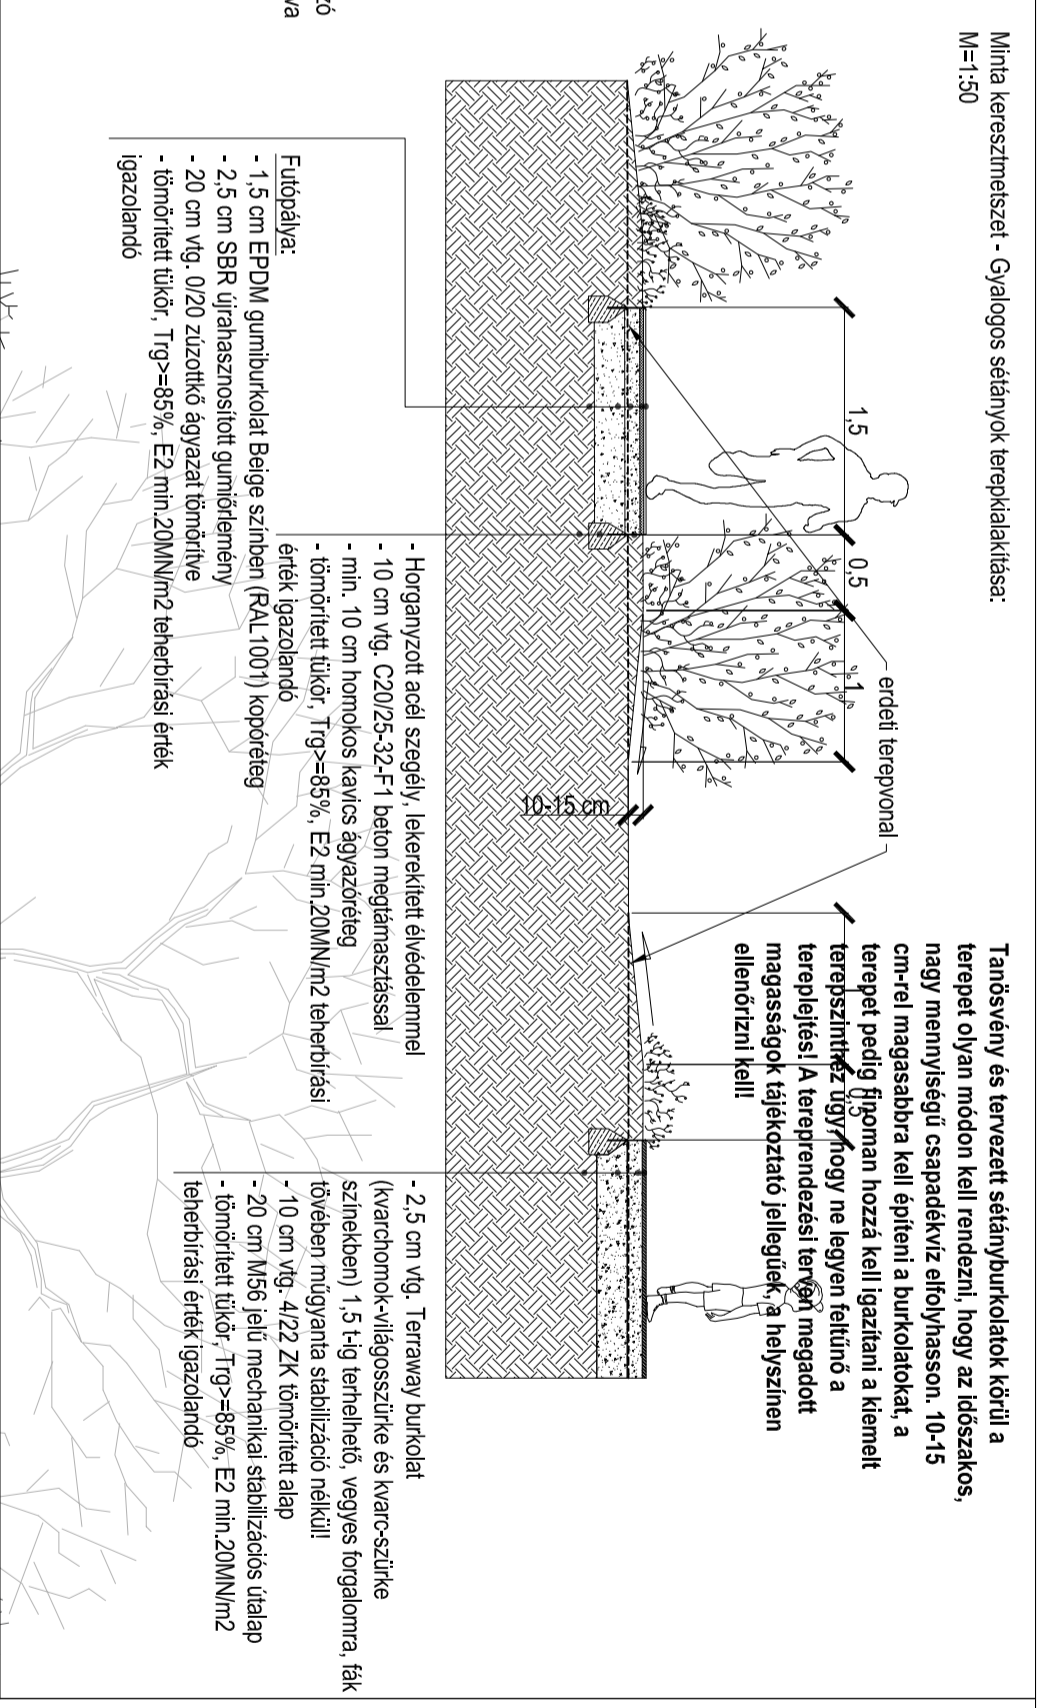 Minta keresztmetszet - Gyalogos sétányok terepkialakítása:
M=1:50
Tanösvény és tervezett sétányburkolatok körül a
terepet olyan módon kell rendezni, hogy az időszakos,
nagy mennyiségű csapadékvíz elfolyhasson. 10-15
cm-rel magasabbra kell építeni a burkolatokat, a
terepet pedig finoman hozzá kell igazítani a kiemelt
terepszinthez úgy, hogy ne legyen feltűnő a
tereplejtés! A tereprendezési terven megadott
magasságok tájékoztató jellegűek, a helyszínen
ellenőrizni kell!
erdeti terepvonal
1,5
0,5
1
1
0,5
10-15 cm
- Horganyzott acél szegély, lekerekített élvédelemmel
- 10 cm vtg. C20/25-32-F1 beton megtámasztással
- min. 10 cm homokos kavics ágyazóréteg
- tömörített tükör, Trg>=85%, E2 min.20MN/m2 teherbírási
érték igazolandó
Futópálya:
- 1,5 cm EPDM gumiburkolat Beige színben (RAL 1001) kopóréteg
- 2,5 cm SBR újrahasznosított gumiőrlemény
- 20 cm vtg. 0/20 zúzottkő ágyazat tömörítve
- tömörített tükör, Trg>=85%, E2 min.20MN/m2 teherbírási érték
igazolandó
- 2,5 cm vtg. Terraway burkolat
(kvarchomok-világosszürke és kvarc-szürke
színekben) 1,5 t-ig terhelhető, vegyes forgalomra, fák
tövében műgyanta stabilizáció nélkül!
- 10 cm vtg. 4/22 ZK tömörített alap
- 20 cm M56 jelű mechanikai stabilizációs útalap
- tömörített tükör, Trg>=85%, E2 min.20MN/m2
teherbírási érték igazolandó
zó
va